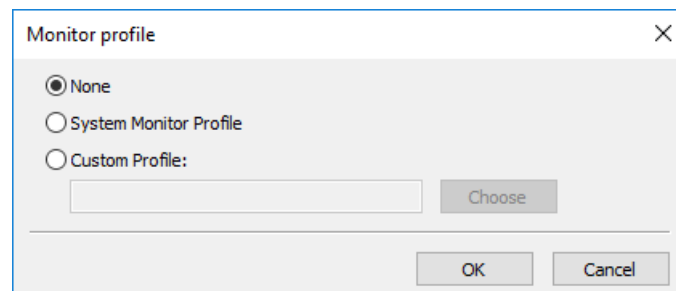 Monitor profile
None
System Monitor Profile
Custom Profile:
Choose
OK Cancel